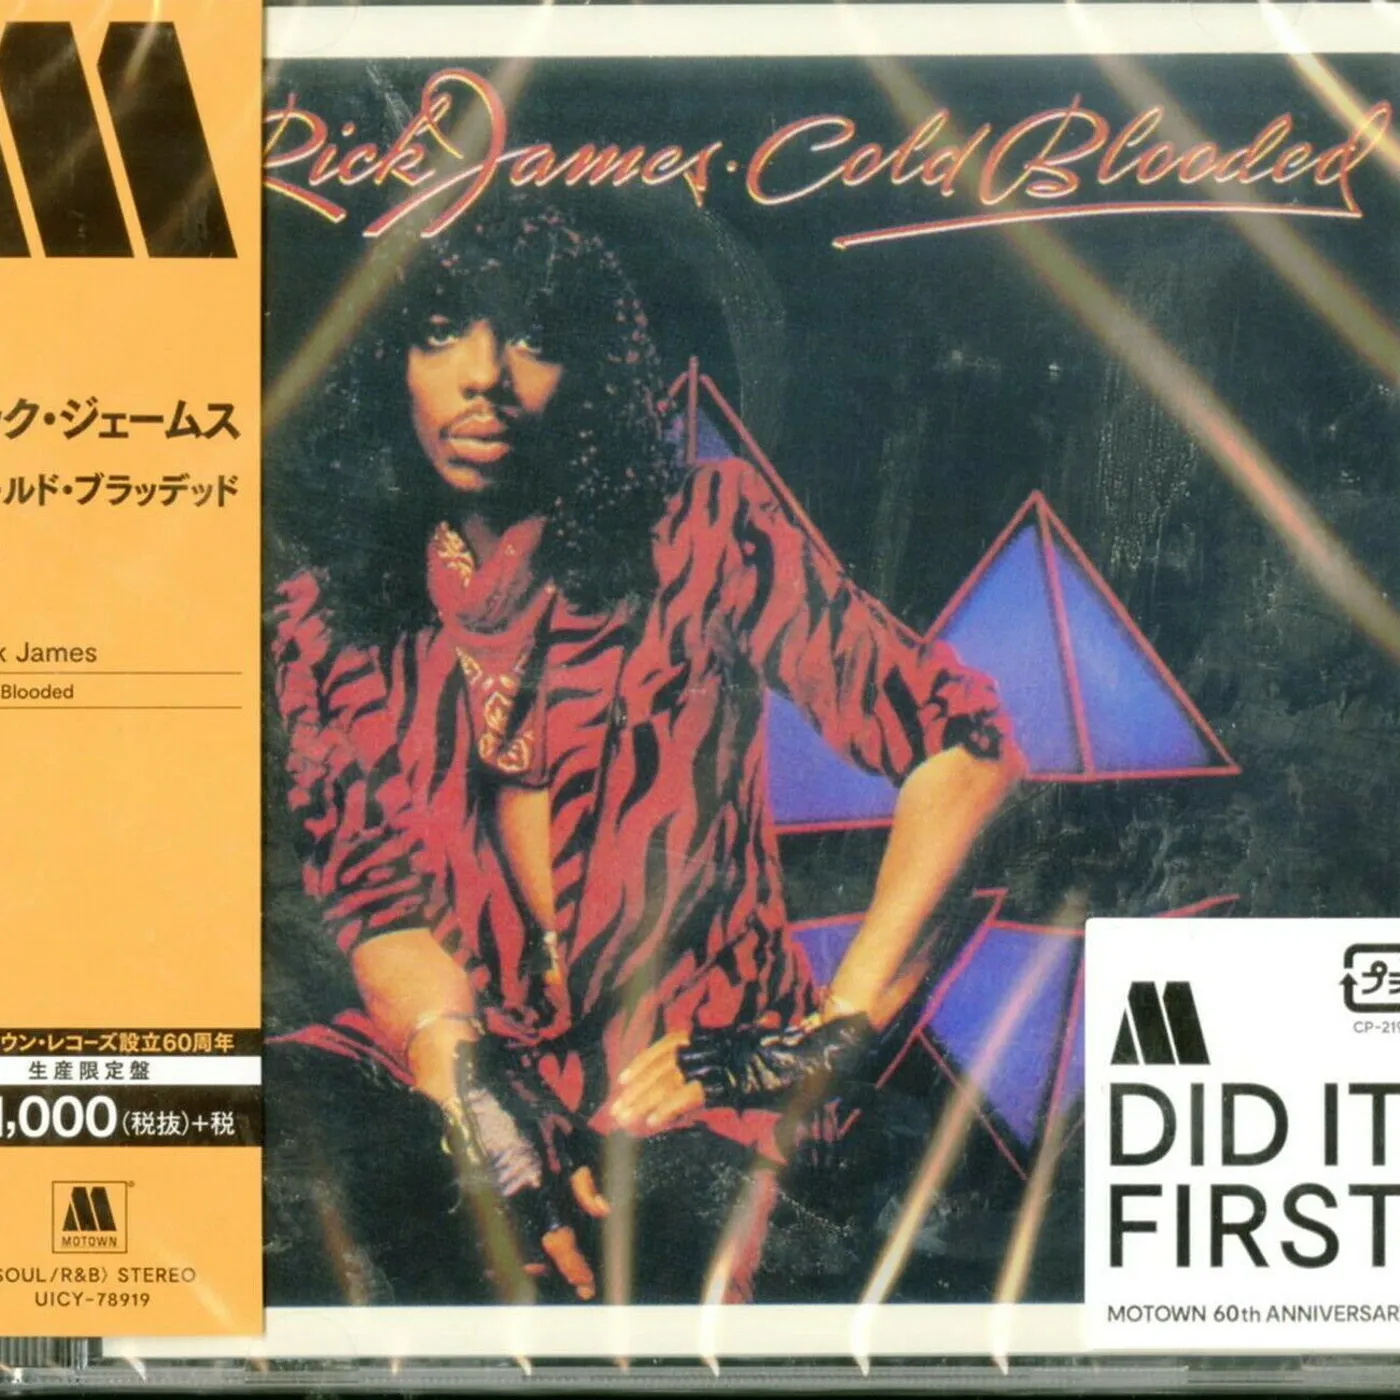 Rick James・Cold Blooded
ク・ジェームス
ルド・ブラッデッド
James
Blooded
ウン・レコーズ設立60周年
生産限定盤
,000(税抜)+税
MOTOWN
SOUL/R&B〉 STEREO
UICY-78919
プ
CP-219
DID IT
FIRST
MOTOWN 60th ANNIVERSAR